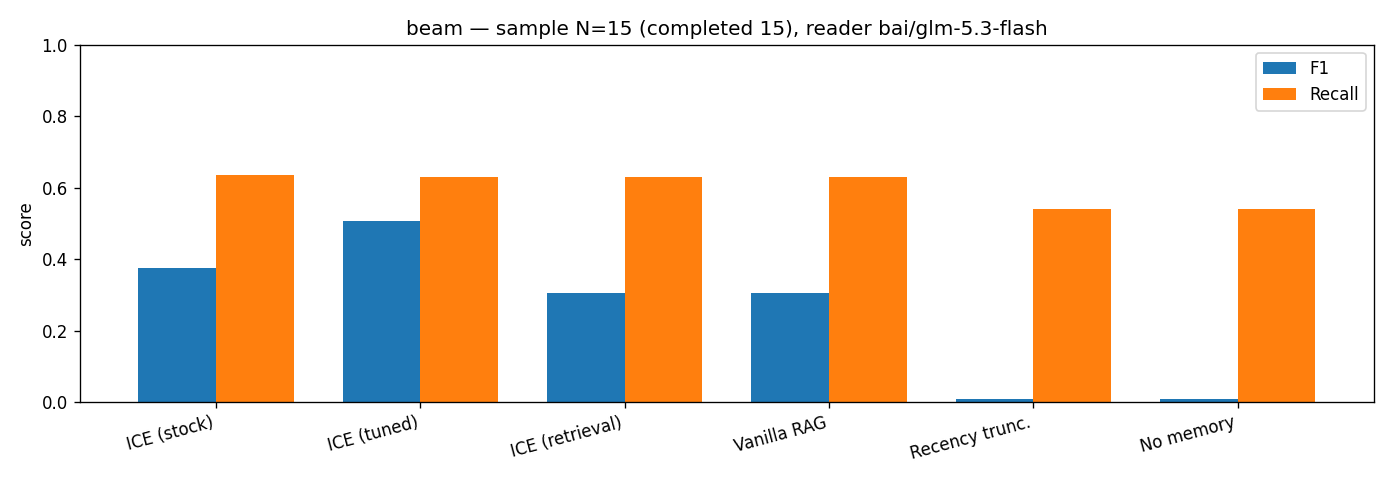 beam — sample N=15 (completed 15), reader bai/glm-5.3-flash
F1
Recall
score
1.0
0.8
0.6
0.4
0.2
0.0
ICE (stock)
ICE (tuned)
ICE (retrieval)
Vanilla RAG
Recency trunc.
No memory